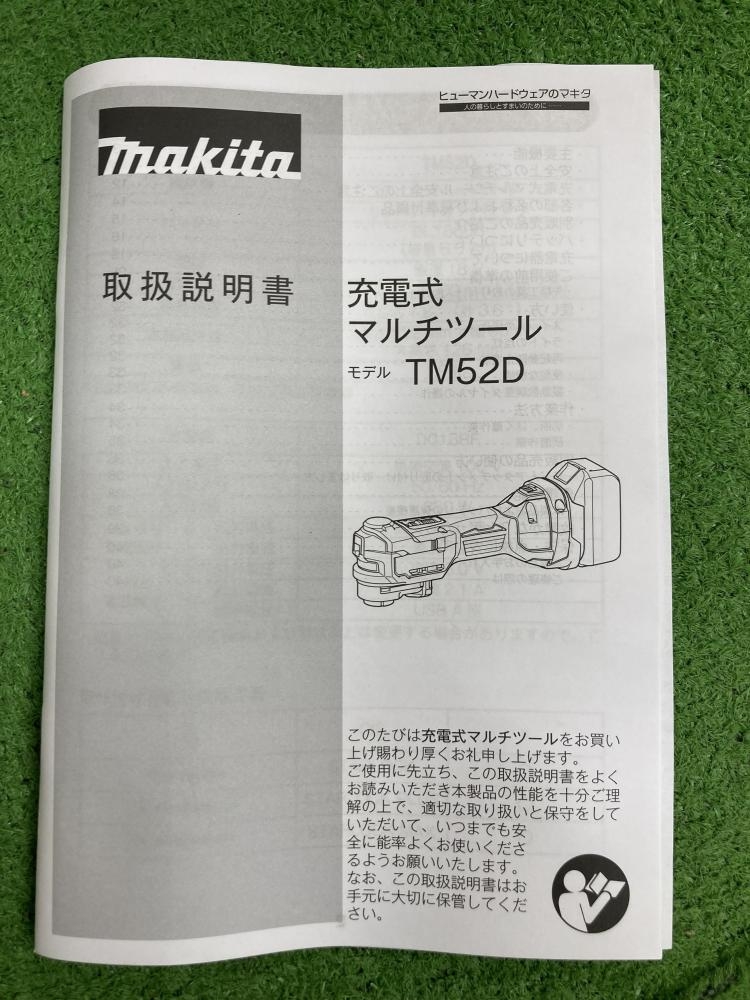 ヒューマンハードウェアのマキタ
人の暮らしとすまいのために……
makita
取扱説明書
充電式
マルチツール
モデル TM52D
このたびは充電式マルチツールをお買い
上げ賜わり厚くお礼申し上げます。
ご使用に先立ち、この取扱説明書をよく
お読みいただき本製品の性能を十分ご理
解の上で、適切な取り扱いと保守をして
いただいて、いつまでも安
全に能率よくお使いくださ
るようお願いいたします。
なお、この取扱説明書はお
手元に大切に保管してくだ
さい。